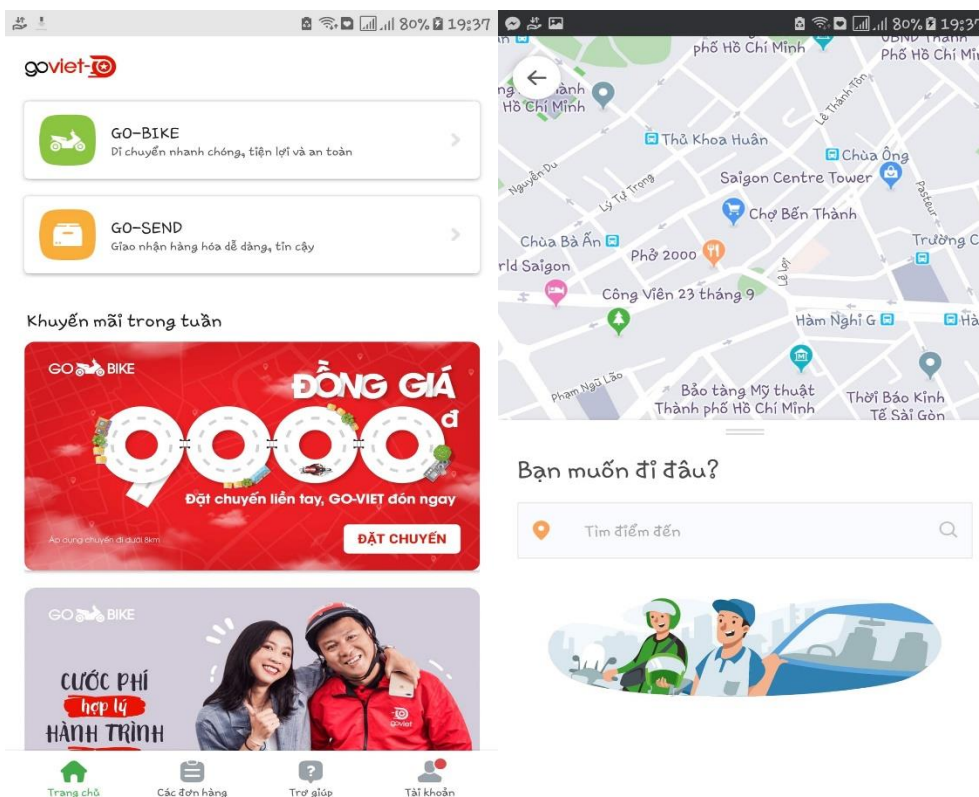 80% 19:37
goviet-
GO-BIKE
Di chuyển nhanh chóng, tiện lợi và an toàn
GO-SEND
Giao nhận hàng hóa dễ dàng, tin cậy
Khuyến mãi trong tuần
GO BIKE
ĐỒNG GIÁ
9000đ
Đặt chuyến liền tay, GO-VIET đón ngay
Áp dụng chuyến đi dưới 8km
ĐẶT CHUYẾN
GO BIKE
CƯỚC PHÍ
hợp lý
HÀNH TRÌNH
goviet
Trang chủ
Các đơn hàng
Trợ giúp
Tài khoản
80% 19:37
phố Hồ Chí Minh
UBND Thành
Phố Hồ Chí Min
ành
Hồ Chí Minh
Lê Thánh Tôn
Thủ Khoa Huân
Chùa Ông
Nguyễn Du
Lý Tự Trọng
Saigon Centre Tower
Pasteur
Chợ Bến Thành
Chùa Bà Ấn
Phở 2000
Trường C
rld Saigon
Lê Lợi
Công Viên 23 tháng 9
Hàm Nghi G
Hà
Phạm Ngũ Lão
Bảo tàng Mỹ thuật
Thành phố Hồ Chí Minh
Thời Báo Kinh
Tế Sài Gòn
Bạn muốn đi đâu?
Tìm điểm đến